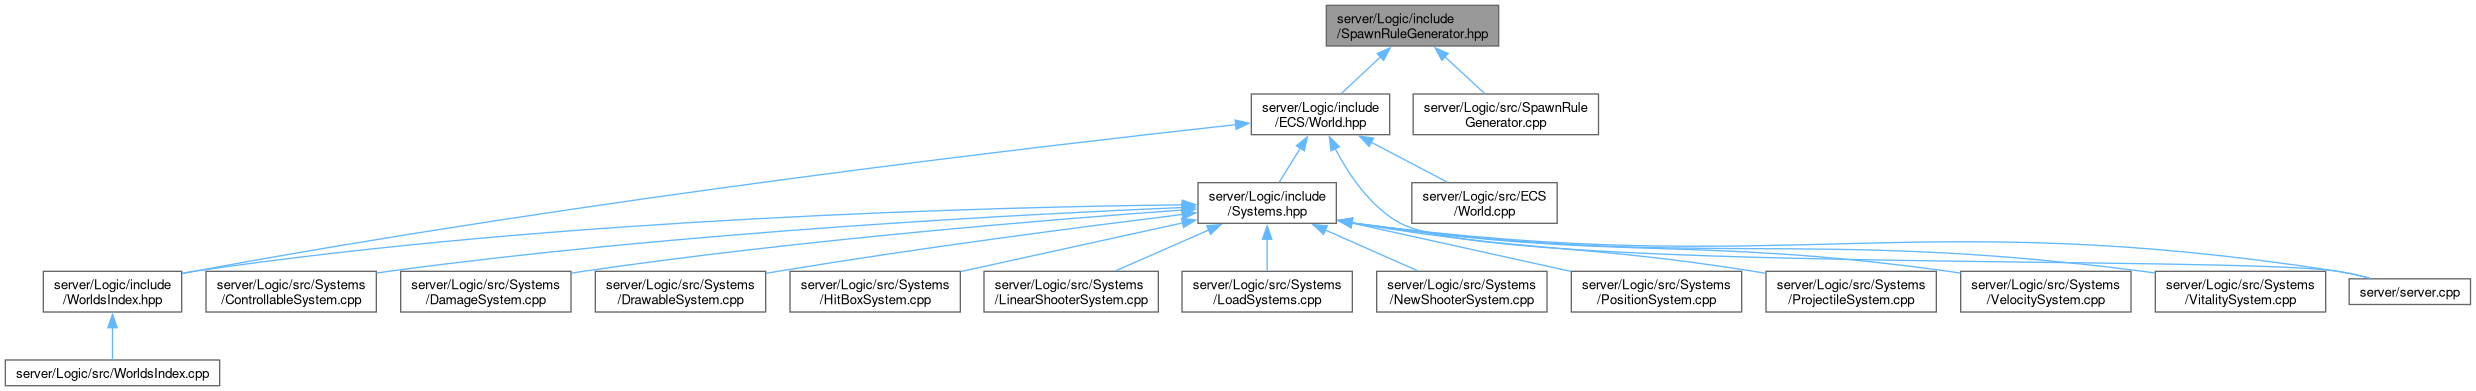 server/Logic/include
/SpawnRuleGenerator.hpp
server/Logic/include
/ECS/World.hpp
server/Logic/src/SpawnRule
Generator.cpp
server/Logic/include
/Systems.hpp
server/Logic/src/ECS
/World.cpp
server/Logic/include
/WorldsIndex.hpp
server/Logic/src/Systems
/ControllableSystem.cpp
server/Logic/src/Systems
/DamageSystem.cpp
server/Logic/src/Systems
/DrawableSystem.cpp
server/Logic/src/Systems
/HitBoxSystem.cpp
server/Logic/src/Systems
/LinearShooterSystem.cpp
server/Logic/src/Systems
/LoadSystems.cpp
server/Logic/src/Systems
/NewShooterSystem.cpp
server/Logic/src/Systems
/PositionSystem.cpp
server/Logic/src/Systems
/ProjectileSystem.cpp
server/Logic/src/Systems
/VelocitySystem.cpp
server/Logic/src/Systems
/VitalitySystem.cpp
server/server.cpp
server/Logic/src/WorldsIndex.cpp